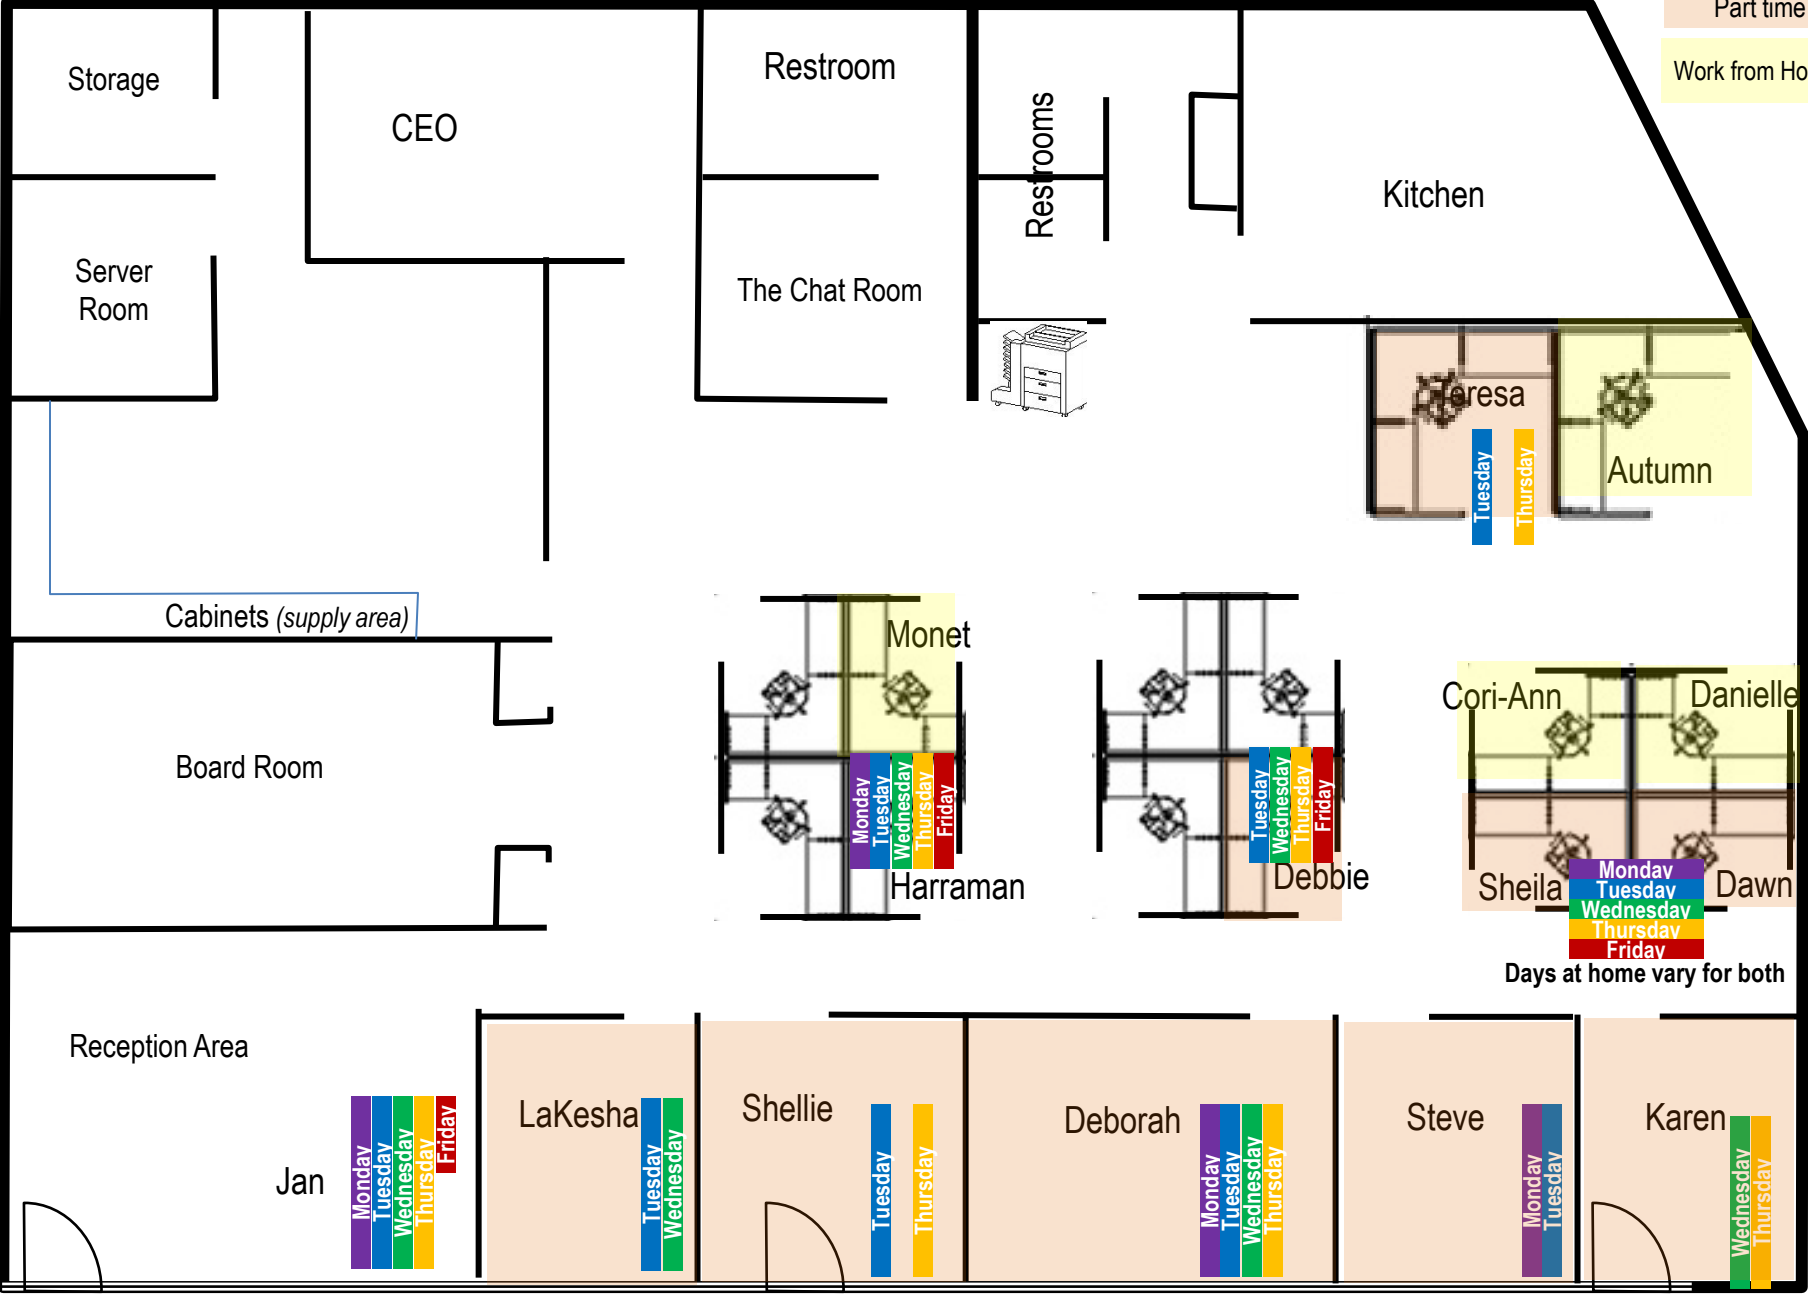 Part time
Work from Ho
Storage
CEO
Restroom
Restrooms
Kitchen
Server
Room
The Chat Room
Teresa
Tuesday
Thursday
Autumn
Cabinets (supply area)
Monet
Cori-Ann
Danielle
Board Room
Monday
Tuesday
Wednesday
Thursday
Friday
Harraman
Tuesday
Wednesday
Thursday
Friday
Debbie
Sheila
Dawn
Monday
Tuesday
Wednesday
Thursday
Friday
Days at home vary for both
Reception Area
Jan
Monday
Tuesday
Wednesday
Thursday
Friday
LaKesha
Tuesday
Wednesday
Shellie
Tuesday
Thursday
Deborah
Monday
Tuesday
Wednesday
Thursday
Steve
Monday
Tuesday
Karen
Wednesday
Thursday